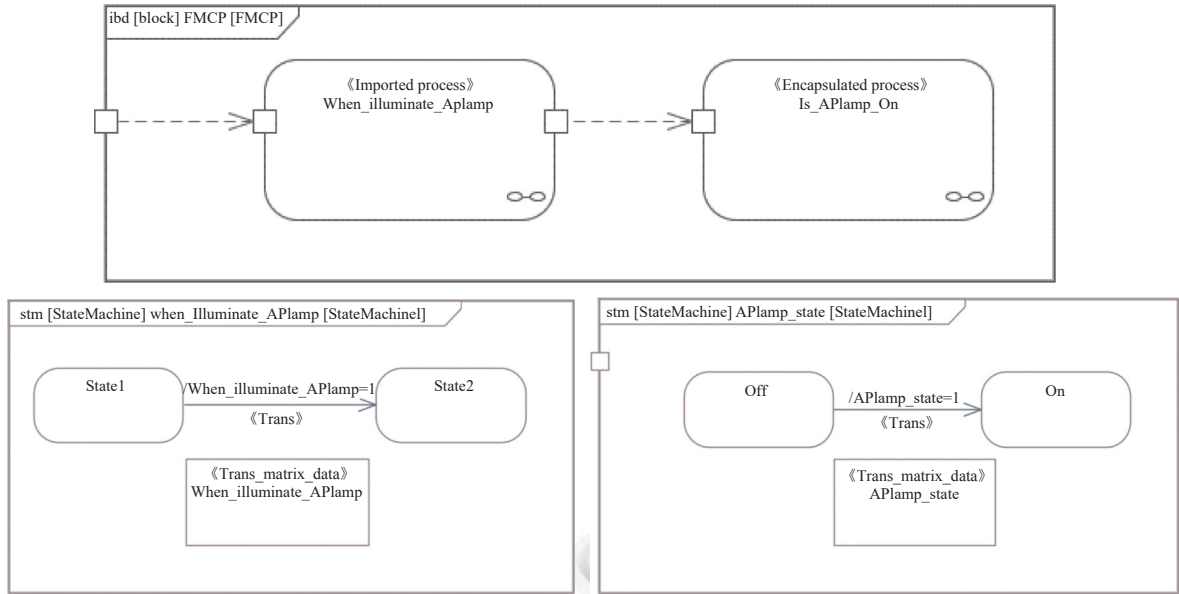 ibd [block] FMCP [FMCP]
《Imported process》
When_illuminate_Aplamp
《Encapsulated process》
Is_APlamp_On
stm [StateMachine] when_Illuminate_APlamp [StateMachinel]
State1
/When_illuminate_APlamp=1
《Trans》
State2
《Trans_matrix_data》
When_illuminate_APlamp
stm [StateMachine] APlamp_state [StateMachinel]
Off
/APlamp_state=1
《Trans》
On
《Trans_matrix_data》
APlamp_state